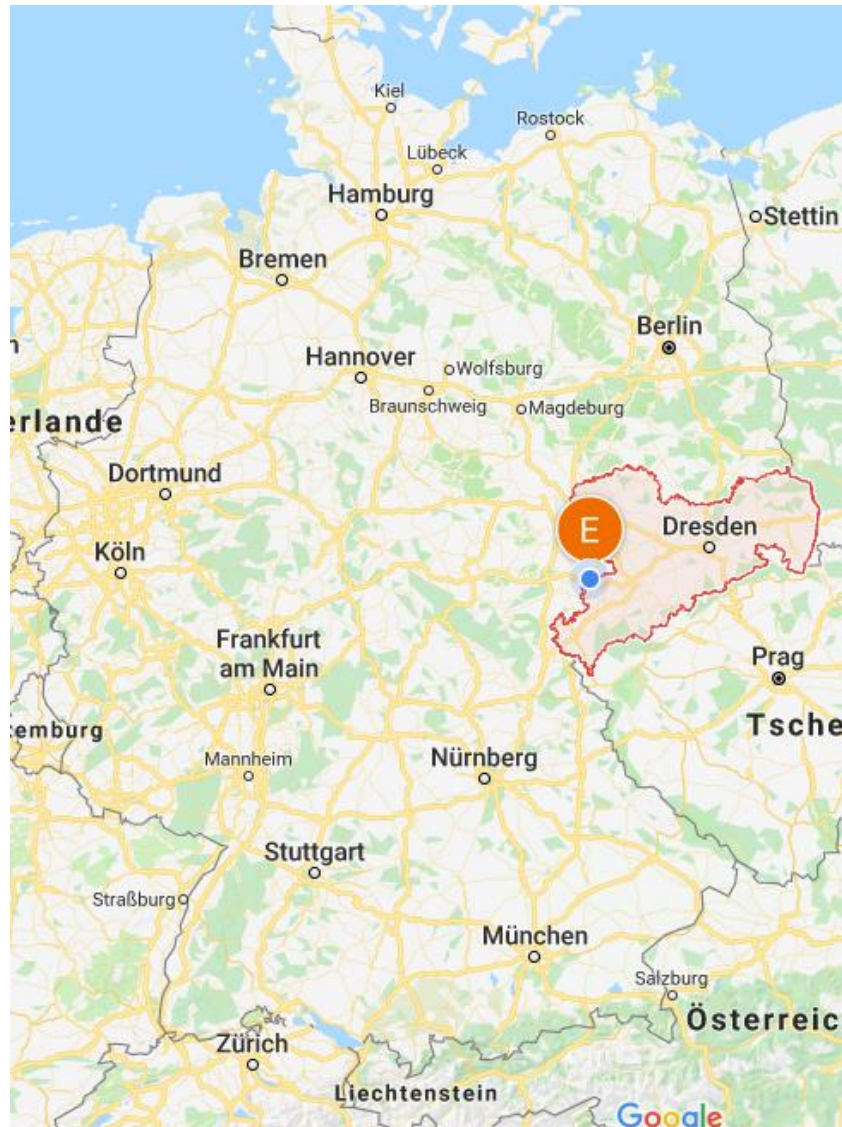 Kiel
Rostock
Lübeck
Hamburg
Stettin
Bremen
Berlin
n
Hannover
Wolfsburg
Braunschweig
Magdeburg
erlande
Dortmund
E
Dresden
Köln
Frankfurt
am Main
Prag
emburg
Tsche
Mannheim
Nürnberg
Stuttgart
Straßburg
München
Salzburg
Österreic
Zürich
Liechtenstein
Google